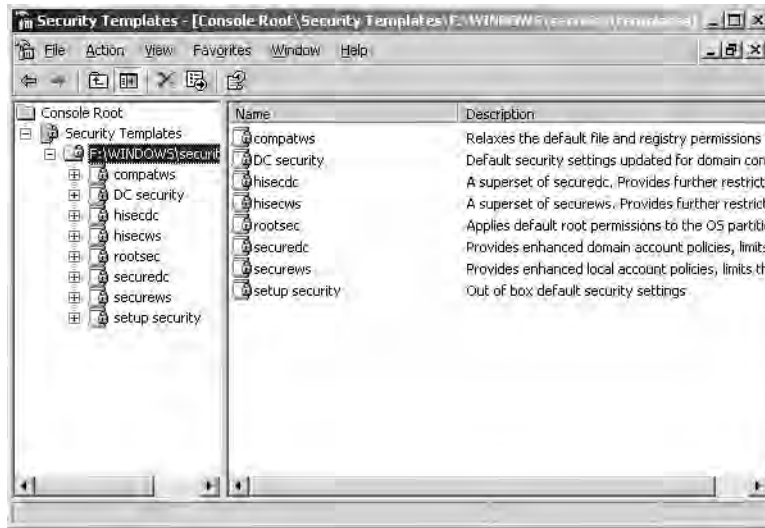 Security Templates - [Console Root\Security Templates\F:\WINDOWS\security\templates]
File Action View Favorites Window Help
Console Root
Security Templates
F:\WINDOWS\securit
compatws
DC security
hisecdc
hisecws
rootsec
securedc
securews
setup security
Name Description
compatws Relaxes the default file and registry permissions
DC security Default security settings updated for domain con
hisecdc A superset of securedc. Provides further restrict
hisecws A superset of securews. Provides further restrict
rootsec Applies default root permissions to the OS partiti
securedc Provides enhanced domain account policies, limits
securews Provides enhanced local account policies, limits th
setup security Out of box default security settings